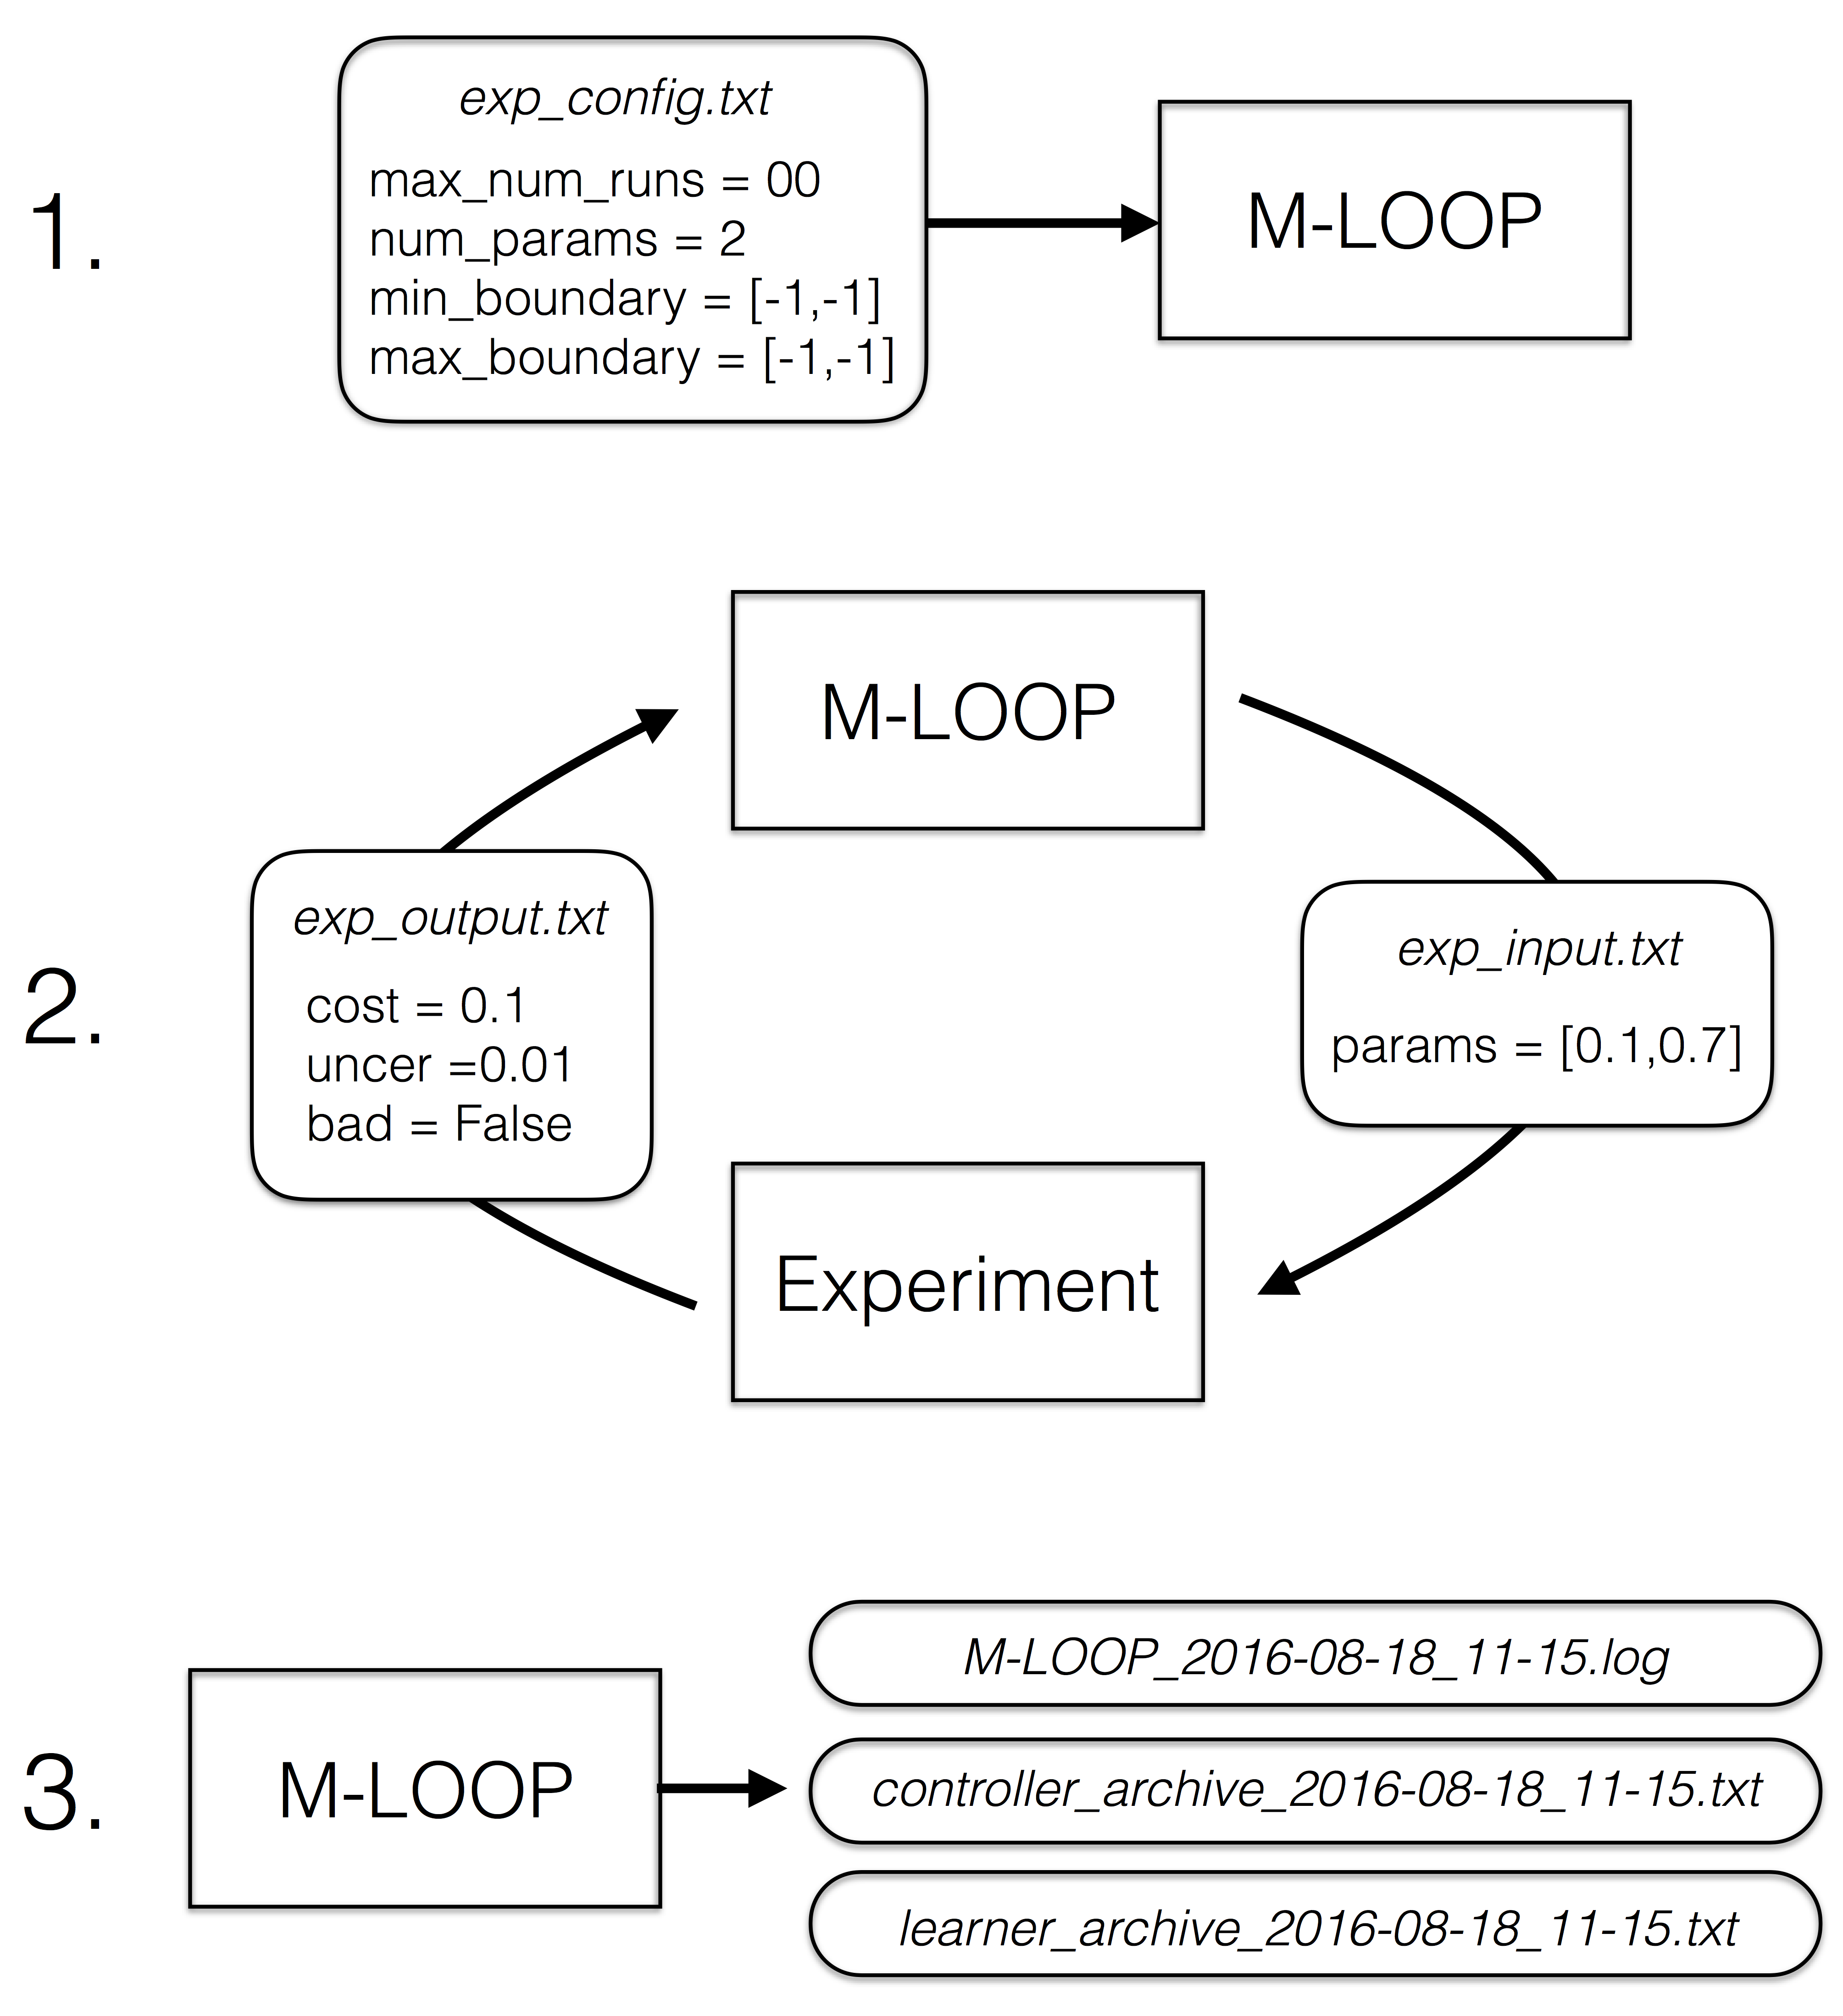 1.
exp_config.txt
max_num_runs = 00
num_params = 2
min_boundary = [-1,-1]
max_boundary = [-1,-1]
M-LOOP
2.
M-LOOP
exp_output.txt
cost = 0.1
uncer =0.01
bad = False
exp_input.txt
params = [0.1,0.7]
Experiment
3.
M-LOOP
M-LOOP_2016-08-18_11-15.log
controller_archive_2016-08-18_11-15.txt
learner_archive_2016-08-18_11-15.txt